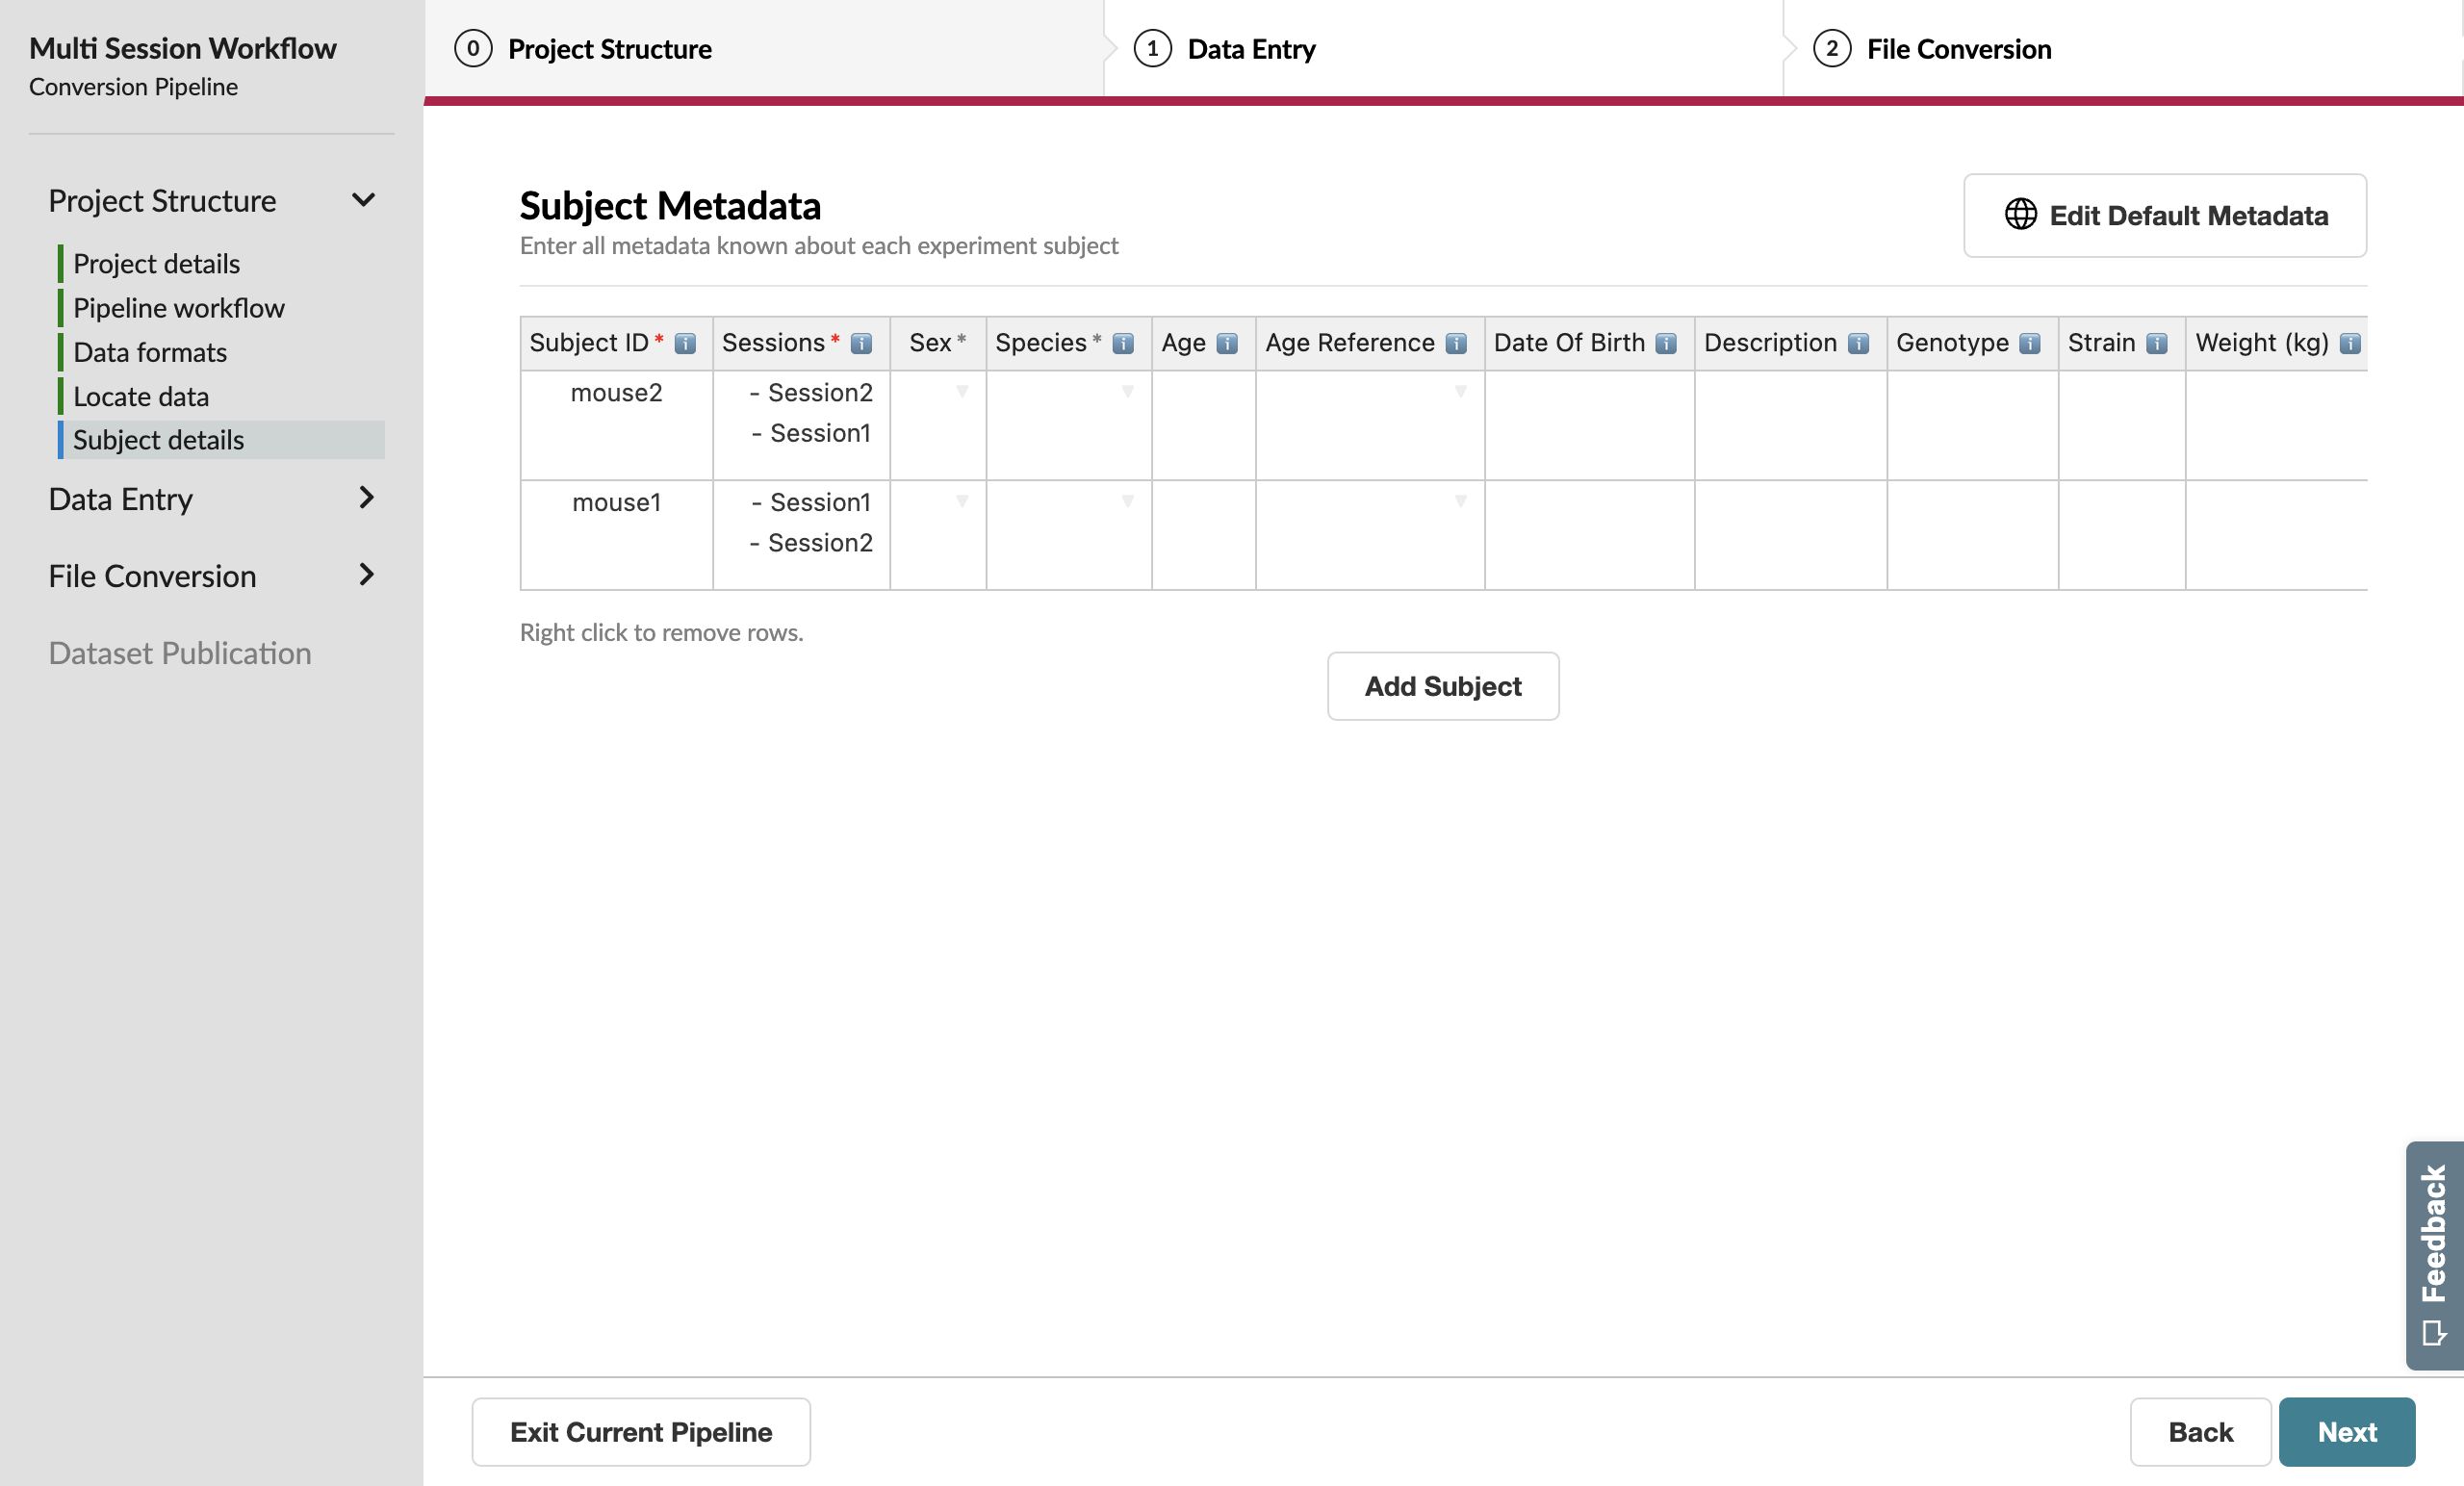 Multi Session Workflow
Conversion Pipeline
Project Structure
Project details
Pipeline workflow
Data formats
Locate data
Subject details
Data Entry
File Conversion
Dataset Publication
0 Project Structure
1 Data Entry
2 File Conversion
Subject Metadata
Enter all metadata known about each experiment subject
Edit Default Metadata
Subject ID* i Sessions* i Sex* Species* i Age i Age Reference i Date Of Birth i Description i Genotype i Strain i Weight (kg) i
mouse2 - Session2
- Session1
mouse1 - Session1
- Session2
Right click to remove rows.
Add Subject
Feedback
Exit Current Pipeline
Back
Next